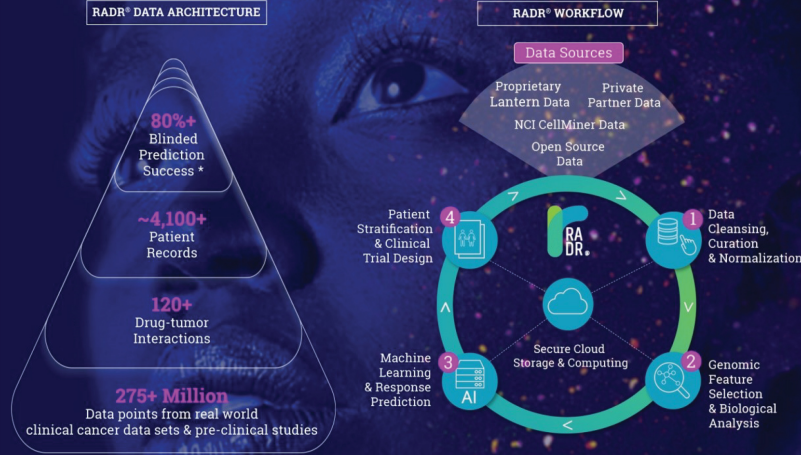 RADR® DATA ARCHITECTURE
80%+
Blinded
Prediction
Success *
~4,100+
Patient
Records
120+
Drug-tumor
Interactions
275+ Million
Data points from real world
clinical cancer data sets & pre-clinical studies
RADR® WORKFLOW
Data Sources
Proprietary
Lantern Data
Private
Partner Data
NCI CellMiner Data
Open Source
Data
1
Data
Cleansing,
Curation
& Normalization
2
Genomic
Feature
Selection
& Biological
Analysis
3
Machine
Learning
& Response
Prediction
AI
4
Patient
Stratification
& Clinical
Trial Design
RA
DR.
Secure Cloud
Storage & Computing